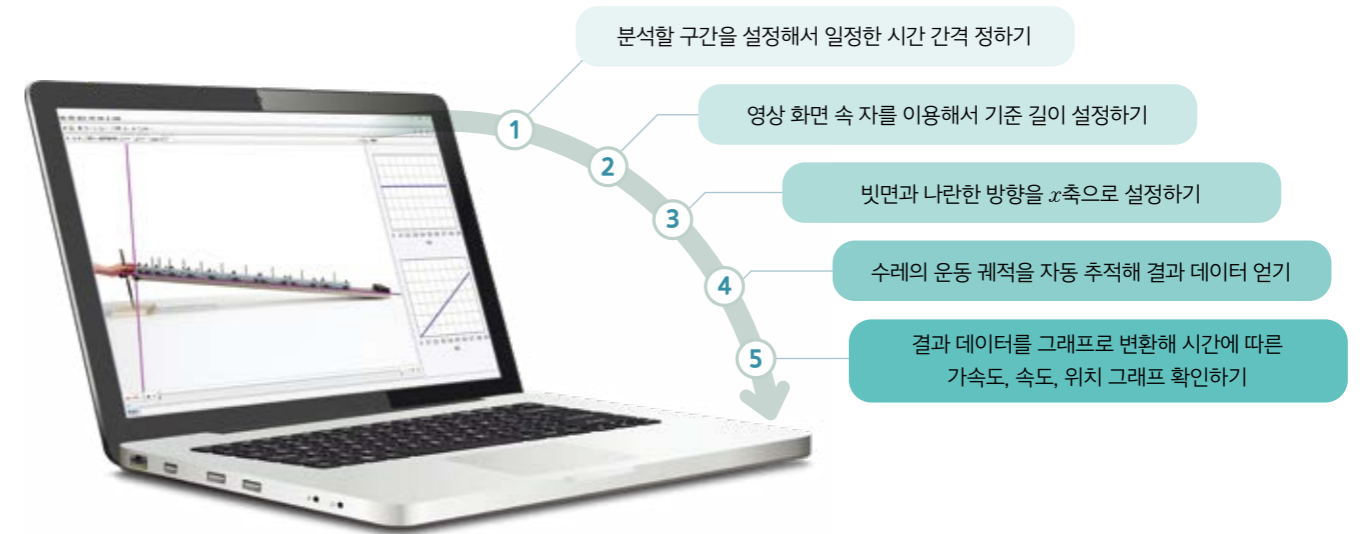 1
분석할 구간을 설정해서 일정한 시간 간격 정하기
2
영상 화면 속 자를 이용해서 기준 길이 설정하기
3
빗면과 나란한 방향을 x축으로 설정하기
4
수레의 운동 궤적을 자동 추적해 결과 데이터 얻기
5
결과 데이터를 그래프로 변환해 시간에 따른
가속도, 속도, 위치 그래프 확인하기